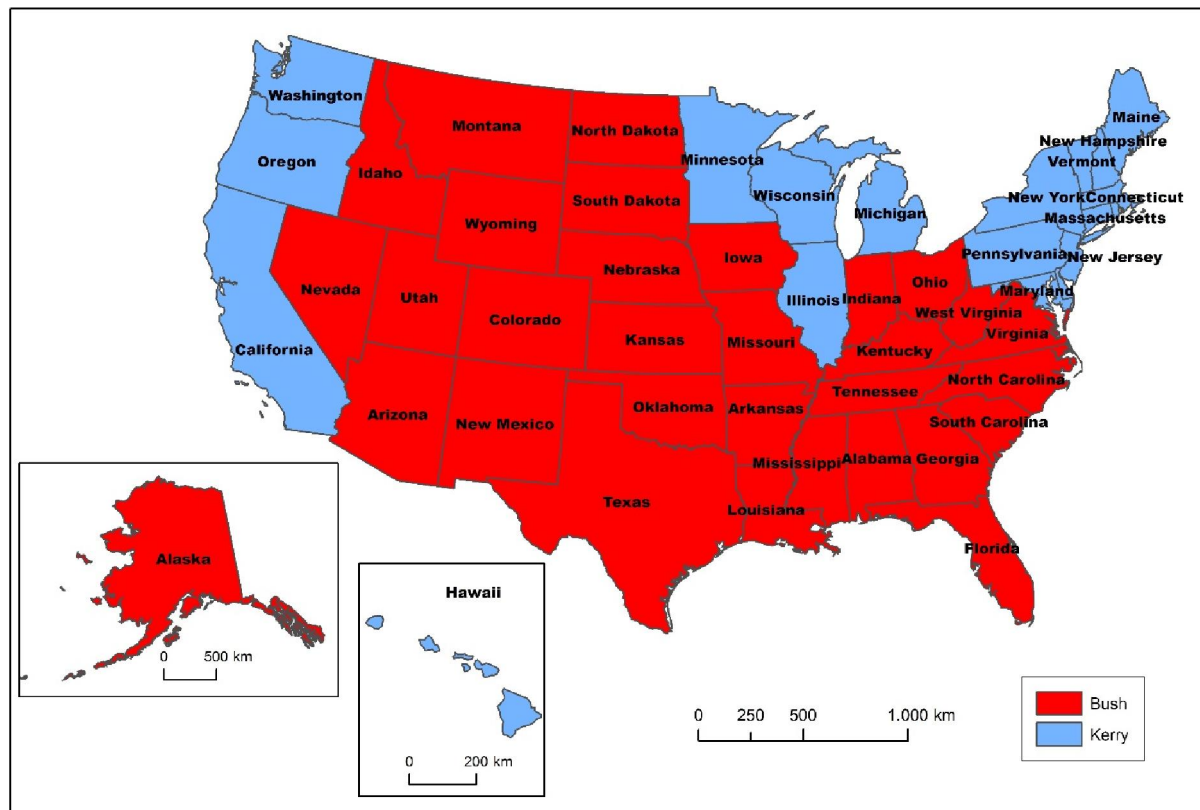 Washington
Montana
North Dakota
Minnesota
Maine
New Hampshire
Vermont
Oregon
Idaho
Wisconsin
South Dakota
Michigan
New York
Connecticut
Massachusetts
Wyoming
Pennsylvania
New Jersey
Iowa
Nebraska
Ohio
Nevada
Utah
Illinois
Indiana
Maryland
Colorado
West Virginia
Virginia
California
Kansas
Missouri
Kentucky
North Carolina
Tennessee
Arizona
New Mexico
Oklahoma
Arkansas
South Carolina
Mississippi
Alabama
Georgia
Texas
Louisiana
Florida
Alaska
0 500 km
Hawaii
0 200 km
0 250 500 1.000 km
Bush
Kerry